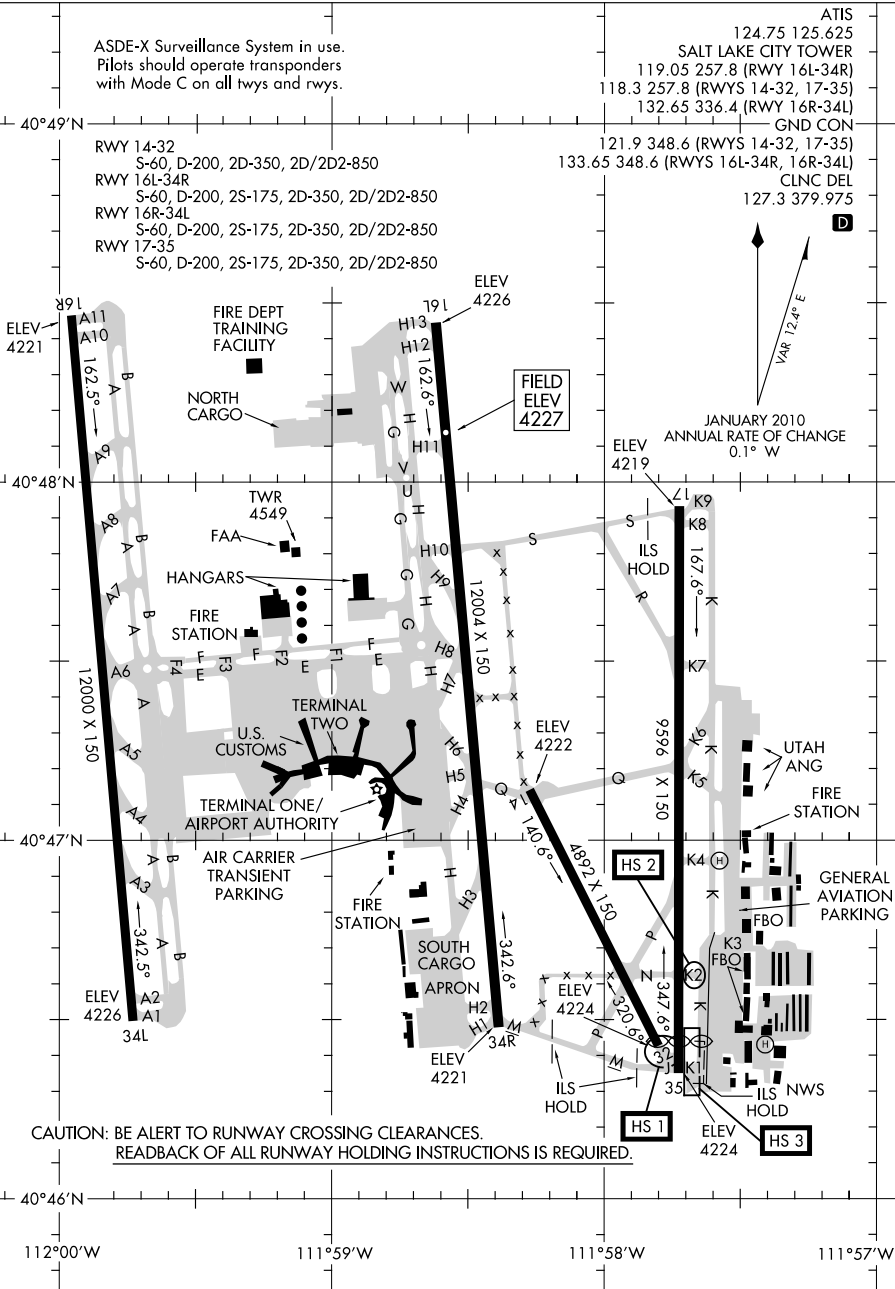 ASDE-X Surveillance System in use.
Pilots should operate transponders
with Mode C on all twys and rwys.
ATIS
124.75 125.625
SALT LAKE CITY TOWER
119.05 257.8 (RWY 16L-34R)
118.3 257.8 (RWYS 14-32, 17-35)
132.65 336.4 (RWY 16R-34L)
GND CON
121.9 348.6 (RWYS 14-32, 17-35)
133.65 348.6 (RWYS 16L-34R, 16R-34L)
CLNC DEL
127.3 379.975
D
40°49'N
RWY 14-32
S-60, D-200, 2D-350, 2D/2D2-850
RWY 16L-34R
S-60, D-200, 2S-175, 2D-350, 2D/2D2-850
RWY 16R-34L
S-60, D-200, 2S-175, 2D-350, 2D/2D2-850
RWY 17-35
S-60, D-200, 2S-175, 2D-350, 2D/2D2-850
VAR 12.4° E
JANUARY 2010
ANNUAL RATE OF CHANGE
0.1° W
16R
ELEV
4221
A11
A10
162.5°
A
B
A9
FIRE DEPT
TRAINING
FACILITY
NORTH
CARGO
16L
ELEV
4226
H13
H12
162.6°
W
H
G
H11
V
U
FIELD
ELEV
4227
ELEV
4219
17
K9
K8
167.6°
40°48'N
TWR
4549
FAA
HANGARS
FIRE
STATION
A8
A
B
A7
A
B
G
H
H10
G
H9
H
G
H8
S
S
ILS
HOLD
R
K
K
K7
x
x
x
x
x
x
x
x
x
x
x
x
12004 X 150
12000 X 150
A6
F4
F
E
F3
F
F2
E
F1
F
E
H
H7
A
TERMINAL
TWO
U.S.
CUSTOMS
TERMINAL ONE/
AIRPORT AUTHORITY
AIR CARRIER
TRANSIENT
PARKING
A5
A4
H6
H5
H4
ELEV
4222
Q
14
Q
140.6°
4892 X 150
9596 X 150
K6
K
K5
UTAH
ANG
FIRE
STATION
40°47'N
A
B
A3
342.5°
A
B
FIRE
STATION
H
H3
SOUTH
CARGO
APRON
342.6°
HS 2
K4
H
K
GENERAL
AVIATION
PARKING
FBO
K3
FBO
P
Z
K2
K
347.6°
x
x
x
x
x
x
ELEV
4226
A2
A1
34L
H2
H1
M
34R
ELEV
4221
ELEV
4224
320.6°
P
32
M
J
K1
35
H
ILS
HOLD
HS 1
ELEV
4224
HS 3
ILS
HOLD
NWS
CAUTION: BE ALERT TO RUNWAY CROSSING CLEARANCES.
READBACK OF ALL RUNWAY HOLDING INSTRUCTIONS IS REQUIRED.
40°46'N
112°00'W
111°59'W
111°58'W
111°57'W